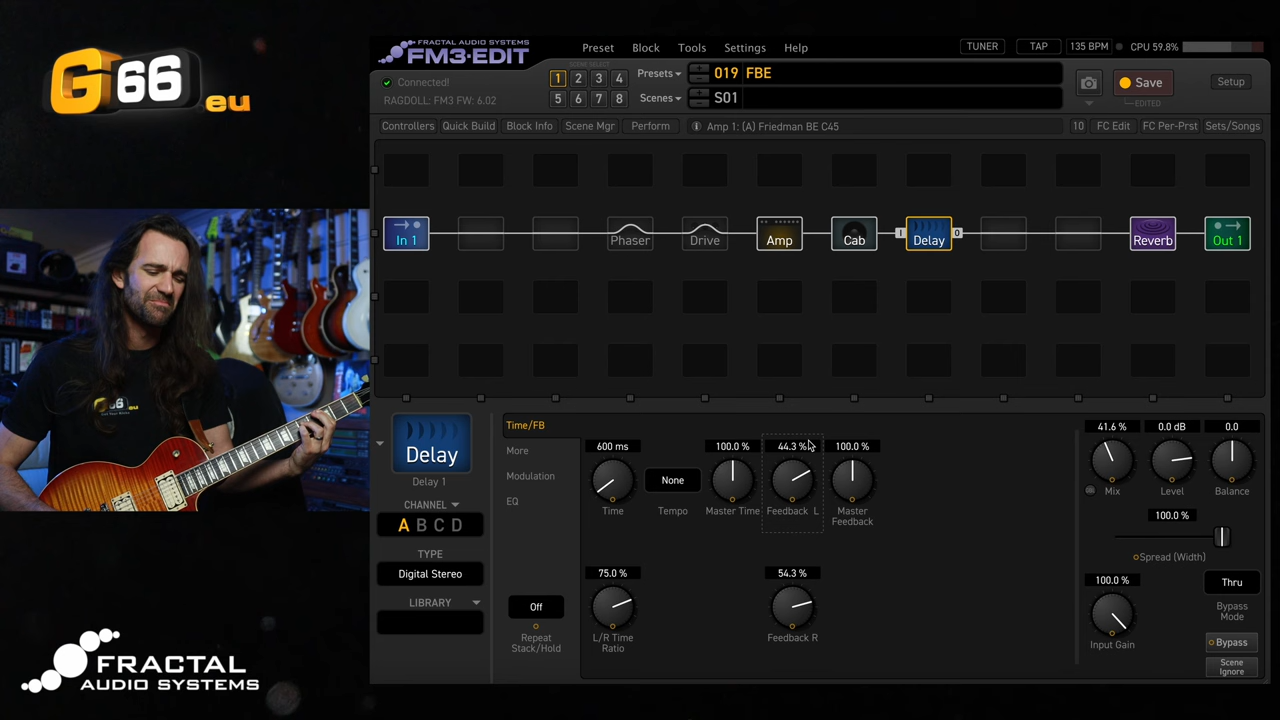 G66
.eu
FRACTAL AUDIO SYSTEMS
FM3-EDIT
Preset Block Tools Settings Help
TUNER TAP 135 BPM CPU 59.8%
Connected!
RAGDOLL: FM3 FW: 6.02
SCENE SELECT
1 2 3 4
5 6 7 8
Presets
019 FBE
Scenes
S01
Save
EDITED
Setup
Controllers Quick Build Block Info Scene Mgr Perform
Amp 1: (A) Friedman BE C45
10 FC Edit FC Per-Prst Sets/Songs
In 1 Phaser Drive Amp Cab I Delay O Reverb Out 1
Delay
Delay 1
CHANNEL
A B C D
TYPE
Digital Stereo
LIBRARY
Time/FB
More
Modulation
EQ
600 ms 100.0 % 44.3 % 100.0 %
None
Time Tempo Master Time Feedback L Master Feedback
75.0 % 54.3 %
Off
Repeat Stack/Hold
L/R Time Ratio
Feedback R
41.6 % 0.0 dB 0.0
Mix Level Balance
100.0 %
Spread (Width)
100.0 %
Input Gain
Thru
Bypass Mode
Bypass
Scene Ignore
G66.eu
FRACTAL
AUDIO SYSTEMS